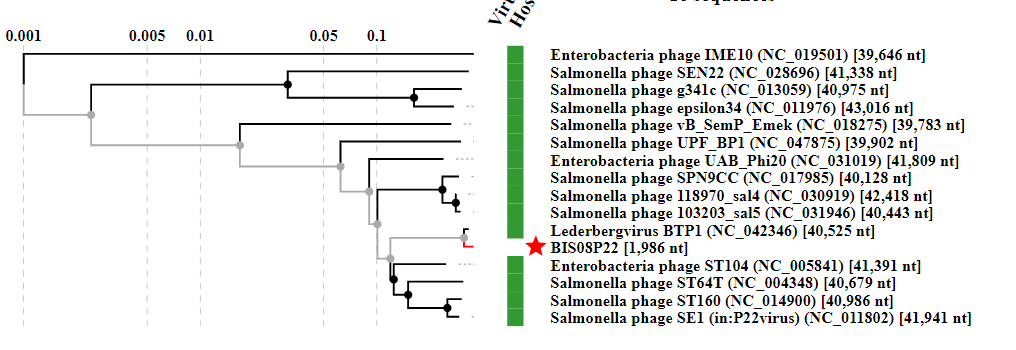 Viru
Hos
0.001 0.005 0.01 0.05 0.1
Enterobacteria phage IME10 (NC_019501) [39,646 nt]
Salmonella phage SEN22 (NC_028696) [41,338 nt]
Salmonella phage g341c (NC_013059) [40,975 nt]
Salmonella phage epsilon34 (NC_011976) [43,016 nt]
Salmonella phage vB_SemP_Emek (NC_018275) [39,783 nt]
Salmonella phage UPF_BP1 (NC_047875) [39,902 nt]
Enterobacteria phage UAB_Phi20 (NC_031019) [41,809 nt]
Salmonella phage SPN9CC (NC_017985) [40,128 nt]
Salmonella phage 118970_sal4 (NC_030919) [42,418 nt]
Salmonella phage 103203_sal5 (NC_031946) [40,443 nt]
Lederbergvirus BTP1 (NC_042346) [40,525 nt]
BIS08P22 [1,986 nt]
Enterobacteria phage ST104 (NC_005841) [41,391 nt]
Salmonella phage ST64T (NC_004348) [40,679 nt]
Salmonella phage ST160 (NC_014900) [40,986 nt]
Salmonella phage SE1 (in:P22virus) (NC_011802) [41,941 nt]